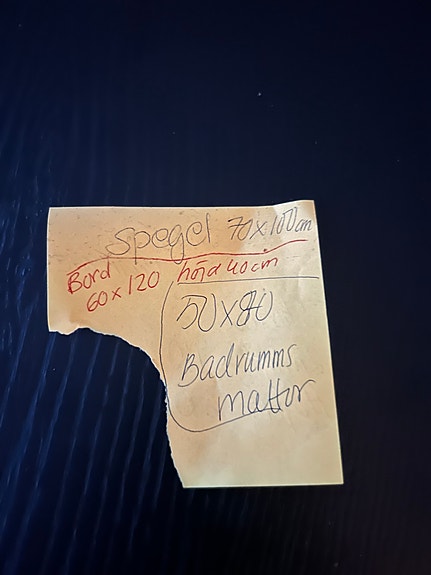 Spegel 70x100cm
Bord höjd 40cm
60x120
50x80
Badrumms
mattor